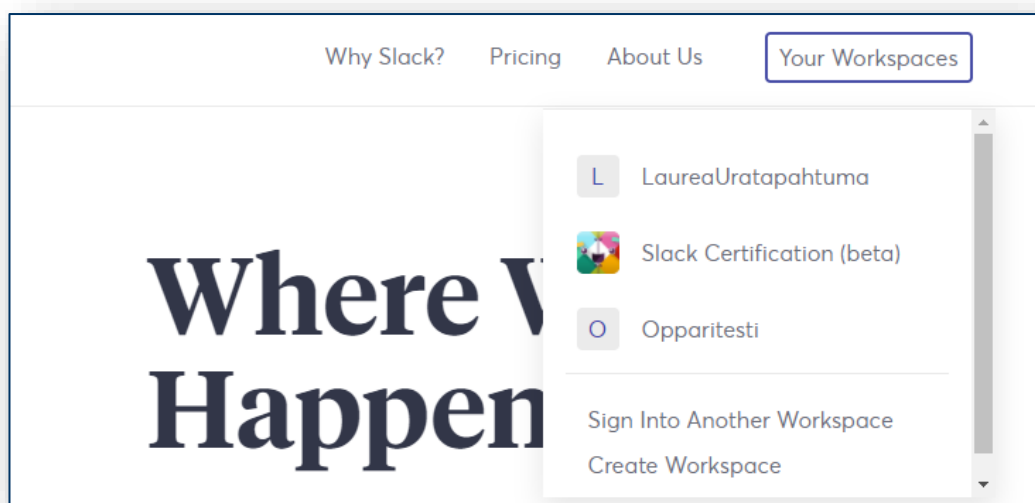 Why Slack? Pricing About Us Your Workspaces
L LaureaUratapahtuma
Slack Certification (beta)
O Opparitesti
Sign Into Another Workspace
Create Workspace
Where
Happen